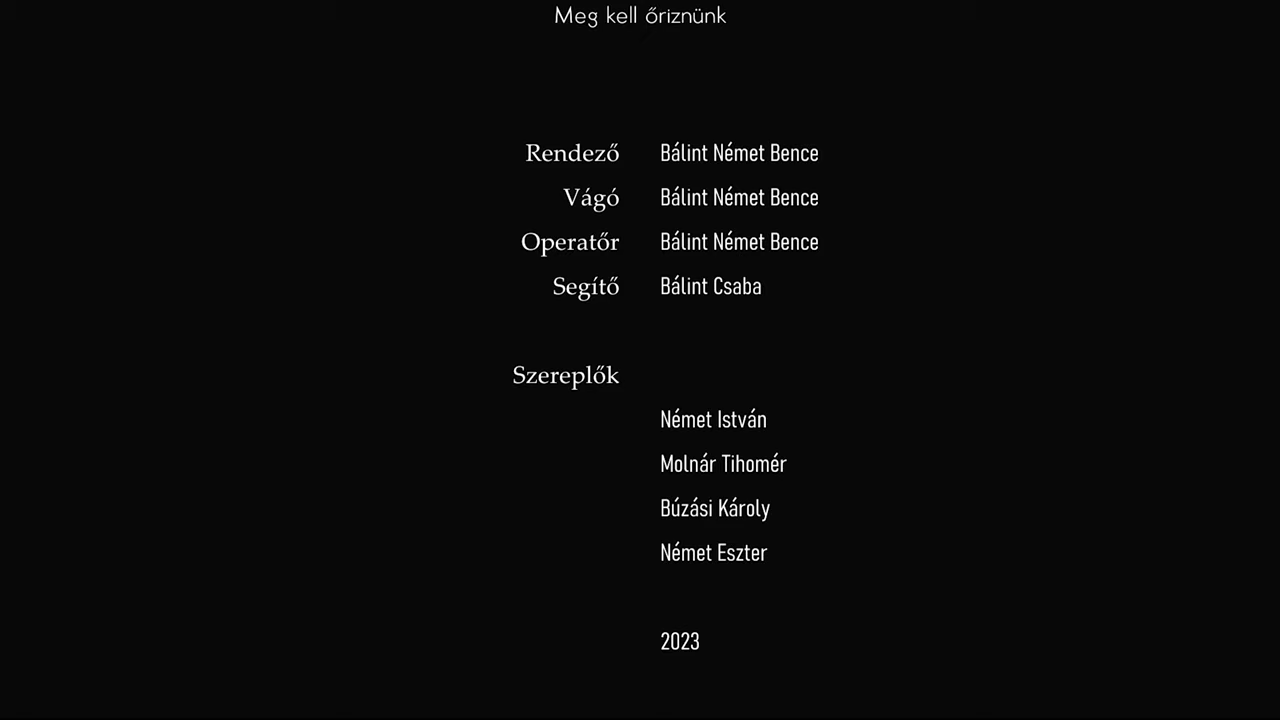 Meg kell őriznünk
Rendező Bálint Német Bence
Vágó Bálint Német Bence
Operatőr Bálint Német Bence
Segítő Bálint Csaba
Szereplők
Német István
Molnár Tihomér
Búzási Károly
Német Eszter
2023